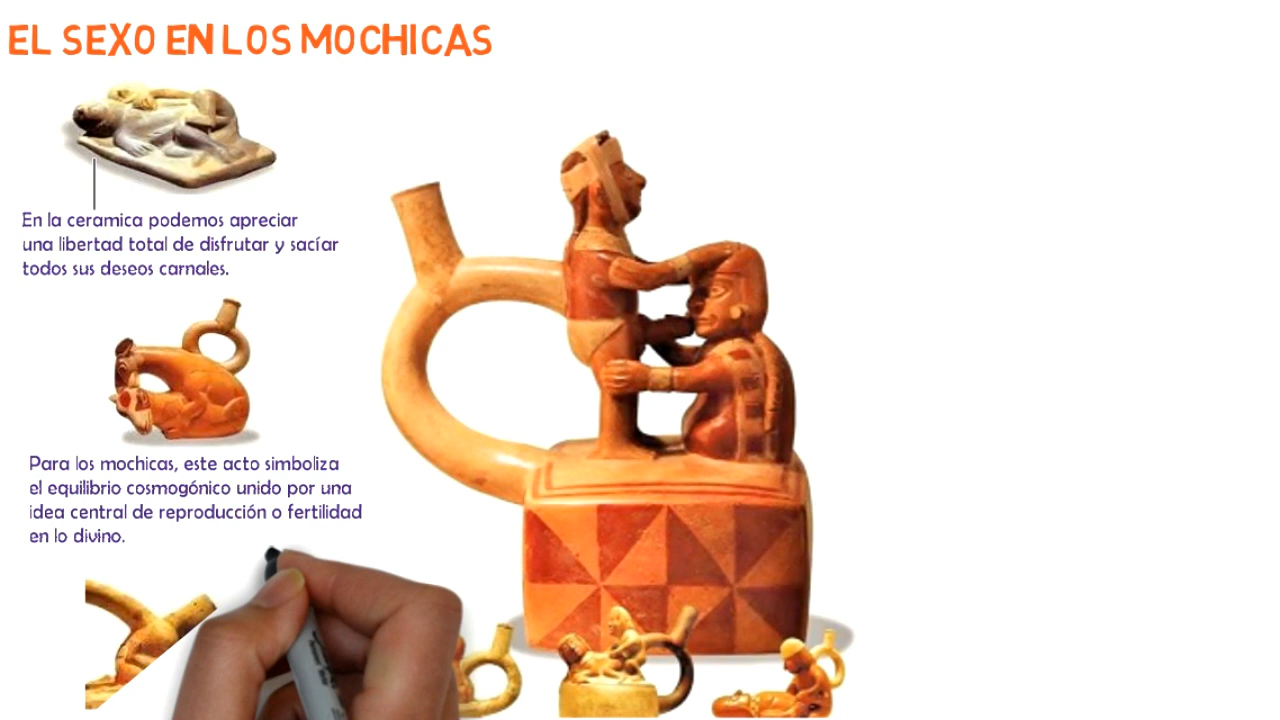 EL SEXO EN LOS MOCHICAS
En la ceramica podemos apreciar
una libertad total de disfrutar y sacíar
todos sus deseos carnales.
Para los mochicas, este acto simboliza
el equilibrio cosmogónico unido por una
idea central de reproducción o fertilidad
en lo divino.